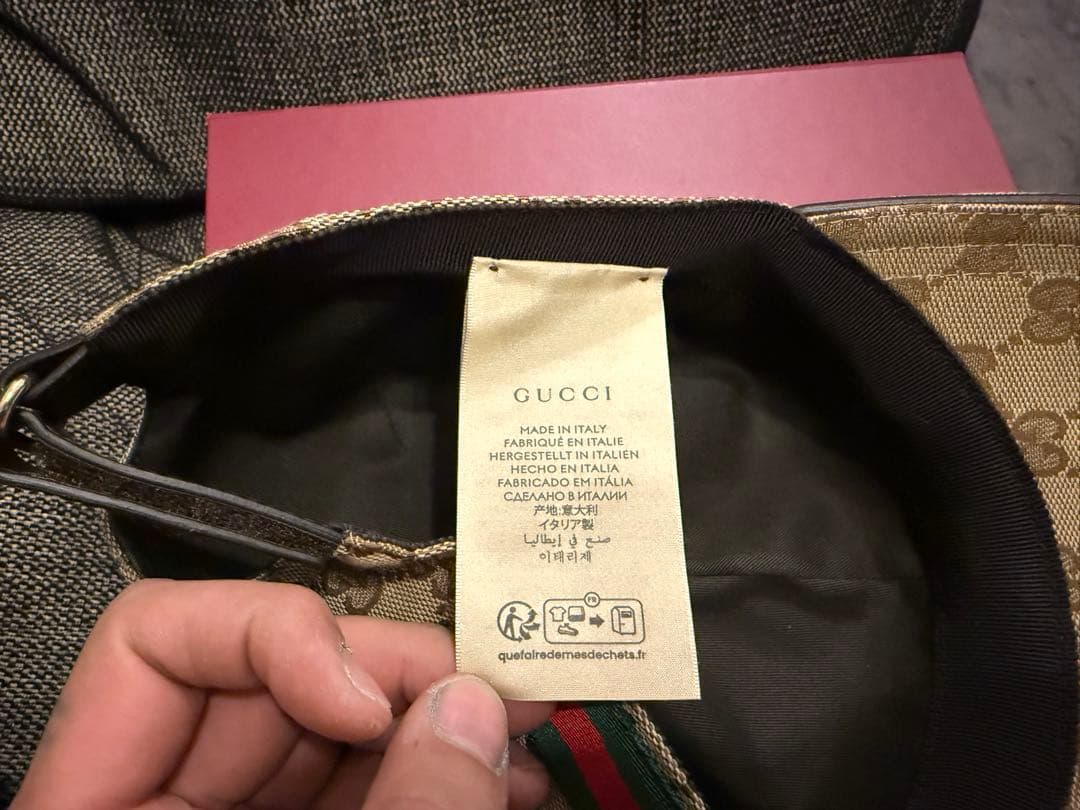 GUCCI
MADE IN ITALY
FABRIQUÉ EN ITALIE
HERGESTELLT IN ITALIEN
HECHO EN ITALIA
FABRICADO EM ITÁLIA
СДЕЛАНО В ИТАЛИИ
产地:意大利
イタリア製
صنع في إيطاليا
이태리제
FR
quefairedemesdechets.fr